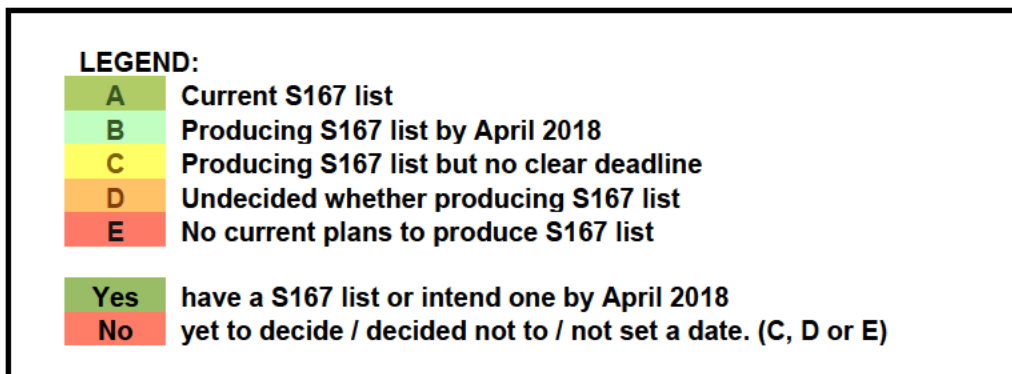 LEGEND:
A Current S167 list
B Producing S167 list by April 2018
C Producing S167 list but no clear deadline
D Undecided whether producing S167 list
E No current plans to produce S167 list
Yes have a S167 list or intend one by April 2018
No yet to decide / decided not to / not set a date. (C, D or E)